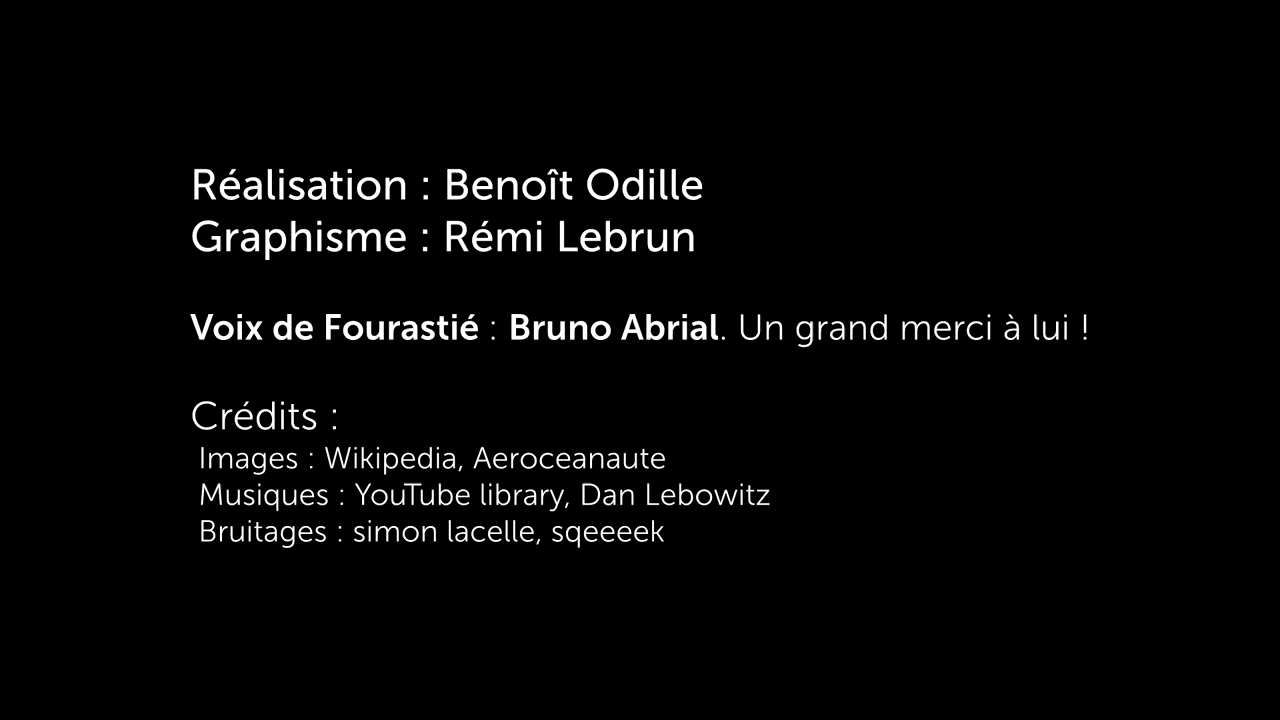 Réalisation : Benoît Odille
Graphisme : Rémi Lebrun
Voix de Fourastié : Bruno Abrial. Un grand merci à lui !
Crédits :
Images : Wikipedia, Aeroceanaute
Musiques : YouTube library, Dan Lebowitz
Bruitages : simon lacelle, sqeeeek